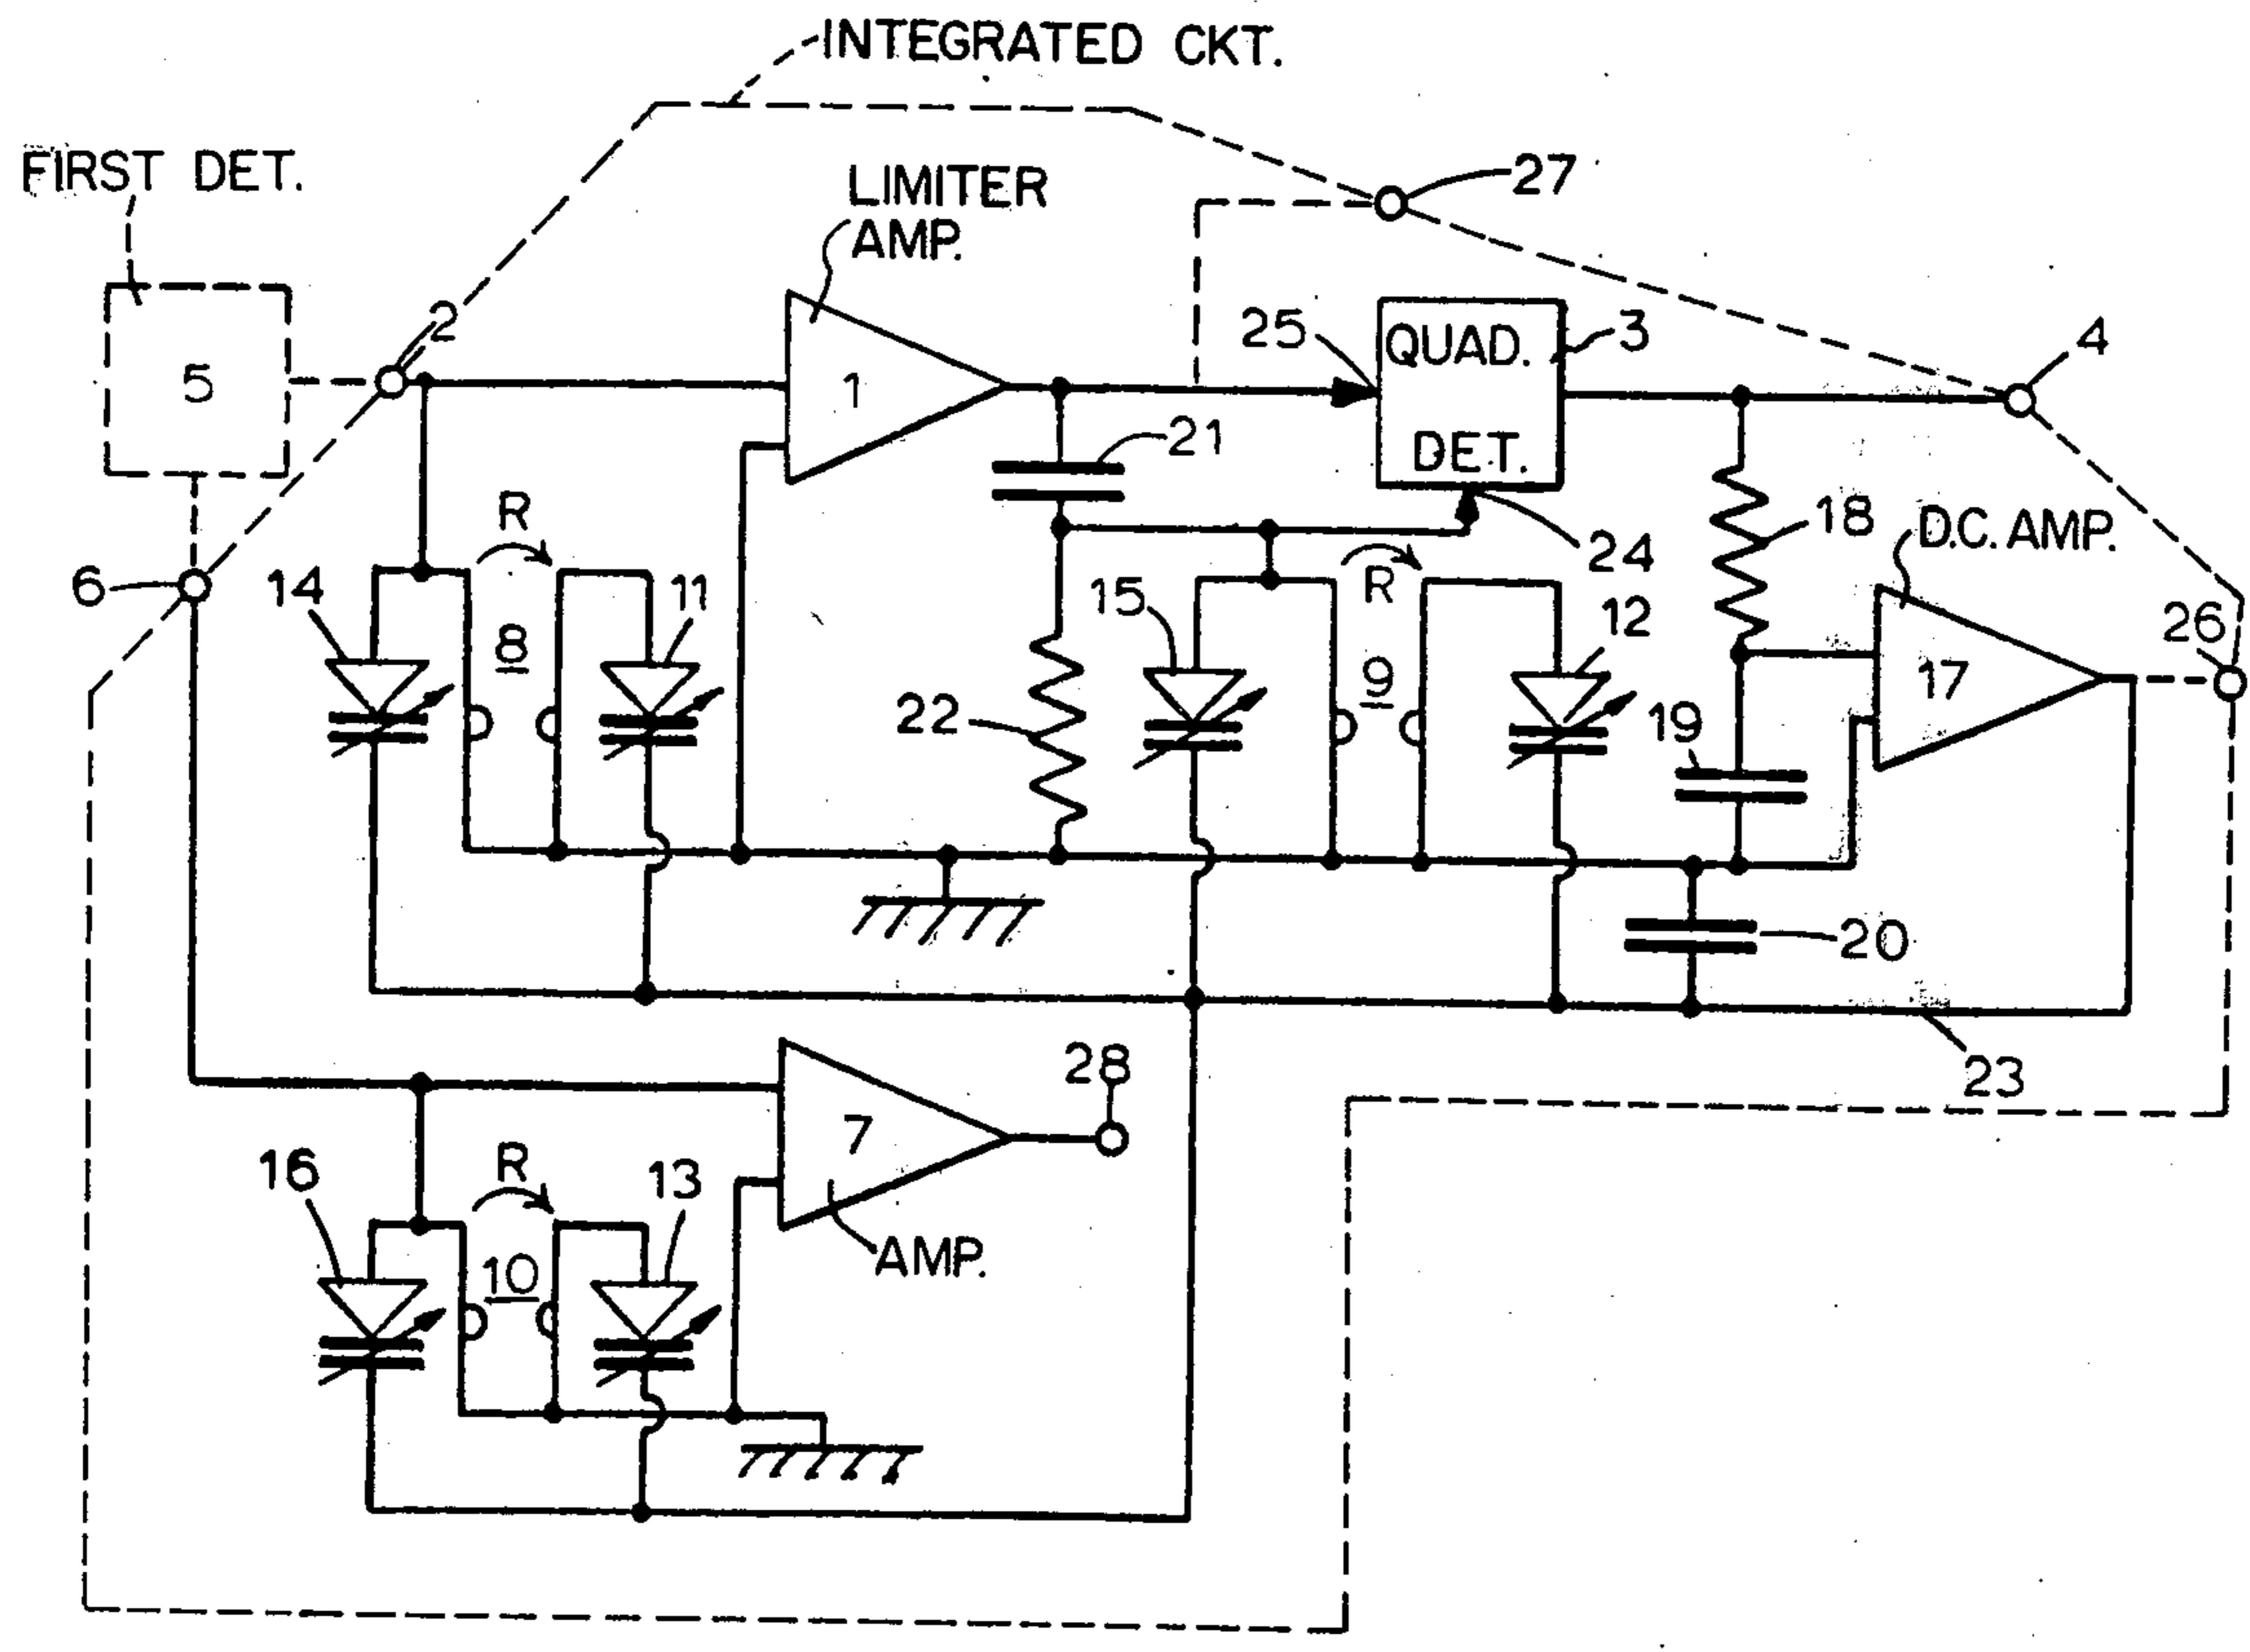 INTEGRATED CKT.
FIRST DET.
27
LIMITER
AMP.
2
25
QUAD.
DET.
3
4
5
1
21
R
18
D.C. AMP.
24
6
14
8
11
15
R
9
12
26
17
22
19
20
23
28
7
AMP.
16
R
10
13